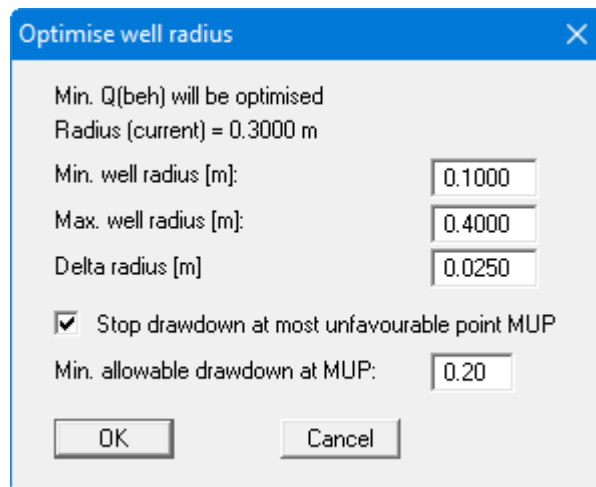 Optimise well radius
Min. Q(beh) will be optimised
Radius (current) = 0.3000 m
Min. well radius [m]: 0.1000
Max. well radius [m]: 0.4000
Delta radius [m] 0.0250
Stop drawdown at most unfavourable point MUP
Min. allowable drawdown at MUP: 0.20
OK Cancel